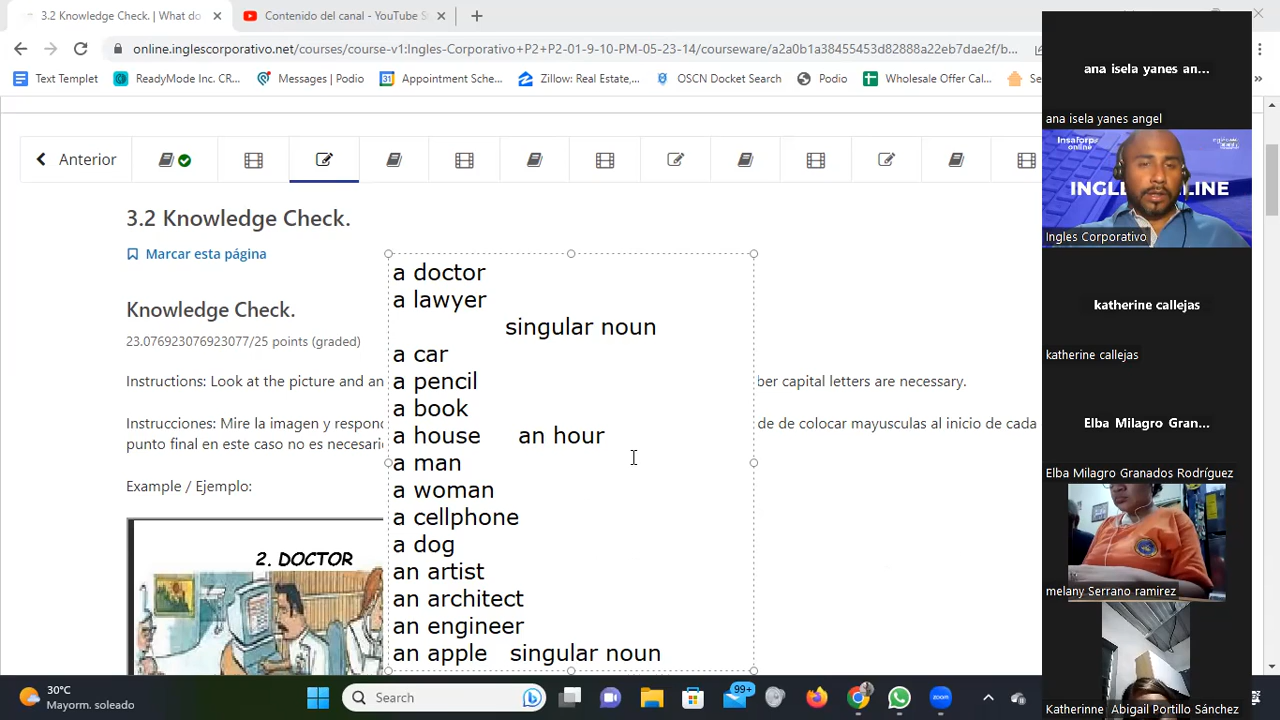 3.2 Knowledge Check. | What do
Contenido del canal - YouTube S
online.inglescorporativo.net/courses/course-v1:Ingles-Corporativo+P2+P2-01-9-10-PM-05-23-14/courseware/a2a0b1a38455453d82888a22eb7dae2f/b...
Text Templet
ReadyMode Inc. CR...
Messages | Podio
Appointment Sche...
Zillow: Real Estate,...
OSCN Docket Search
Podio
Wholesale Offer Cal...
Anterior
3.2 Knowledge Check.
Marcar esta página
Knowledge Check.
23.076923076923077/25 points (graded)
Instructions: Look at the picture and an
ber capital letters are necessary.
Instrucciones: Mire la imagen y respon
de de colocar mayusculas al inicio de cada
punto final en este caso no es necesari
Example / Ejemplo:
2. DOCTOR
a doctor
a lawyer
singular noun
a car
a pencil
a book
a house an hour
a man
a woman
a cellphone
a dog
an artist
an architect
an engineer
an apple singular noun
ana isela yanes an...
ana isela yanes angel
Insaforp
online
INGL LINE
Ingles Corporativo
katherine callejas
katherine callejas
Elba Milagro Gran...
Elba Milagro Granados Rodríguez
melany Serrano ramirez
Katherinne Abigail Portillo Sánchez
30°C
Mayorm. soleado
Search
99+